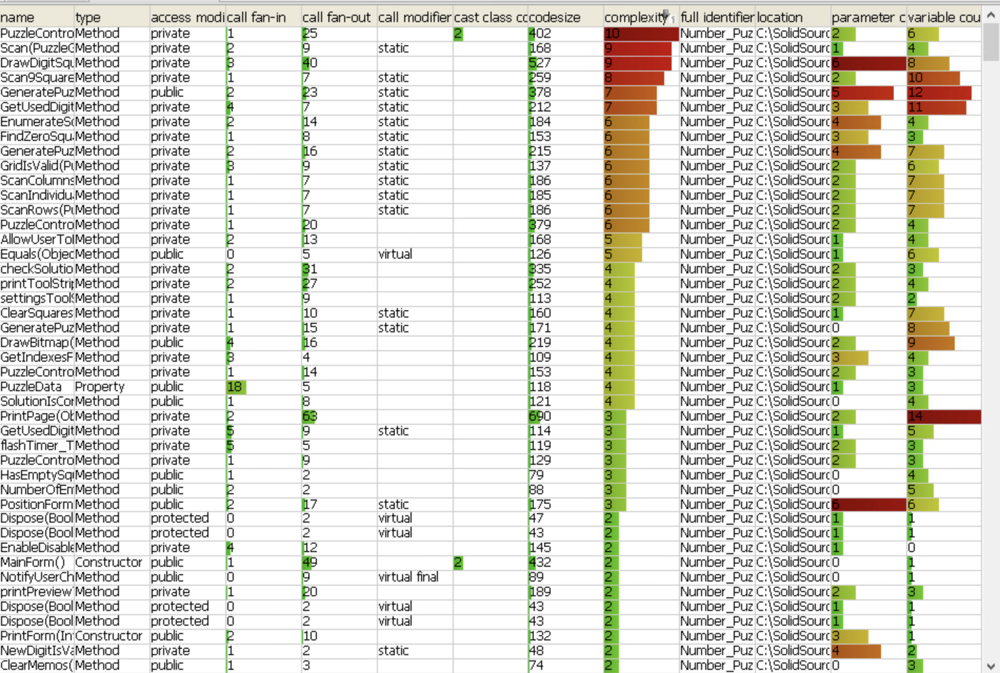 name type access modi call fan-in call fan-out call modifier cast class cc codesize complexity 1 full identifier location parameter c variable cou
PuzzleContro Method private 1 25 2 402 10 Number_Puz C:\SolidSourc 2 6
Scan(PuzzleG Method private 2 9 static 168 9 Number_Puz C:\SolidSourc 1 4
DrawDigitSqu Method private 3 40 527 9 Number_Puz C:\SolidSourc 6 8
Scan9Square Method private 1 7 static 259 8 Number_Puz C:\SolidSourc 2 10
GeneratePuz Method public 2 23 static 378 7 Number_Puz C:\SolidSourc 5 12
GetUsedDigit Method private 4 7 static 212 7 Number_Puz C:\SolidSourc 3 11
EnumerateSo Method private 2 14 static 184 6 Number_Puz C:\SolidSourc 4 4
FindZeroSqu Method private 1 8 static 153 6 Number_Puz C:\SolidSourc 3 3
GeneratePuz Method private 2 16 static 215 6 Number_Puz C:\SolidSourc 4 7
GridIsValid(Pu Method private 3 9 static 137 6 Number_Puz C:\SolidSourc 2 6
ScanColumns Method private 1 7 static 186 6 Number_Puz C:\SolidSourc 2 7
ScanIndividu Method private 1 7 static 185 6 Number_Puz C:\SolidSourc 2 7
ScanRows(Pu Method private 1 7 static 186 6 Number_Puz C:\SolidSourc 2 7
PuzzleContro Method private 1 20 379 6 Number_Puz C:\SolidSourc 2 4
AllowUserToI Method private 2 13 168 5 Number_Puz C:\SolidSourc 1 4
Equals(Objec Method public 0 5 virtual 126 5 Number_Puz C:\SolidSourc 1 6
checkSolutio Method private 2 31 335 4 Number_Puz C:\SolidSourc 2 3
printToolStrip Method private 2 27 252 4 Number_Puz C:\SolidSourc 2 4
settingsToolS Method private 1 9 113 4 Number_Puz C:\SolidSourc 2 2
ClearSquares Method private 1 10 static 160 4 Number_Puz C:\SolidSourc 1 7
GeneratePuz Method private 1 15 static 171 4 Number_Puz C:\SolidSourc 0 8
DrawBitmap( Method public 4 16 219 4 Number_Puz C:\SolidSourc 2 9
GetIndexesF Method private 3 4 109 4 Number_Puz C:\SolidSourc 3 4
PuzzleContro Method private 1 14 153 4 Number_Puz C:\SolidSourc 2 3
PuzzleData Property public 18 5 118 4 Number_Puz C:\SolidSourc 1 3
SolutionIsCor Method public 1 8 121 4 Number_Puz C:\SolidSourc 0 4
PrintPage(Ob Method private 2 63 690 3 Number_Puz C:\SolidSourc 2 14
GetUsedDigit Method private 5 9 static 114 3 Number_Puz C:\SolidSourc 1 5
flashTimer_T Method private 5 5 119 3 Number_Puz C:\SolidSourc 2 3
PuzzleContro Method private 1 9 129 3 Number_Puz C:\SolidSourc 2 3
HasEmptySqu Method public 1 2 79 3 Number_Puz C:\SolidSourc 0 4
NumberOfEm Method public 2 2 88 3 Number_Puz C:\SolidSourc 0 5
PositionForm Method public 2 17 static 175 3 Number_Puz C:\SolidSourc 6 6
Dispose(Bool Method protected 0 2 virtual 47 2 Number_Puz C:\SolidSourc 1 1
Dispose(Bool Method protected 0 2 virtual 43 2 Number_Puz C:\SolidSourc 1 1
EnableDisable Method private 4 12 145 2 Number_Puz C:\SolidSourc 1 0
MainForm() Constructor public 1 49 2 432 2 Number_Puz C:\SolidSourc 0 1
NotifyUserCh Method public 0 9 virtual final 89 2 Number_Puz C:\SolidSourc 0 1
printPreview Method private 1 20 189 2 Number_Puz C:\SolidSourc 2 3
Dispose(Bool Method protected 0 2 virtual 43 2 Number_Puz C:\SolidSourc 1 1
Dispose(Bool Method protected 0 2 virtual 43 2 Number_Puz C:\SolidSourc 1 1
PrintForm(Int Constructor public 2 10 132 2 Number_Puz C:\SolidSourc 3 1
NewDigitIsVa Method private 1 2 static 48 2 Number_Puz C:\SolidSourc 4 2
ClearMemos( Method public 1 3 74 2 Number_Puz C:\SolidSourc 0 3